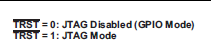 TRST = 0: JTAG Disabled (GPIO Mode)
TRST = 1: JTAG Mode